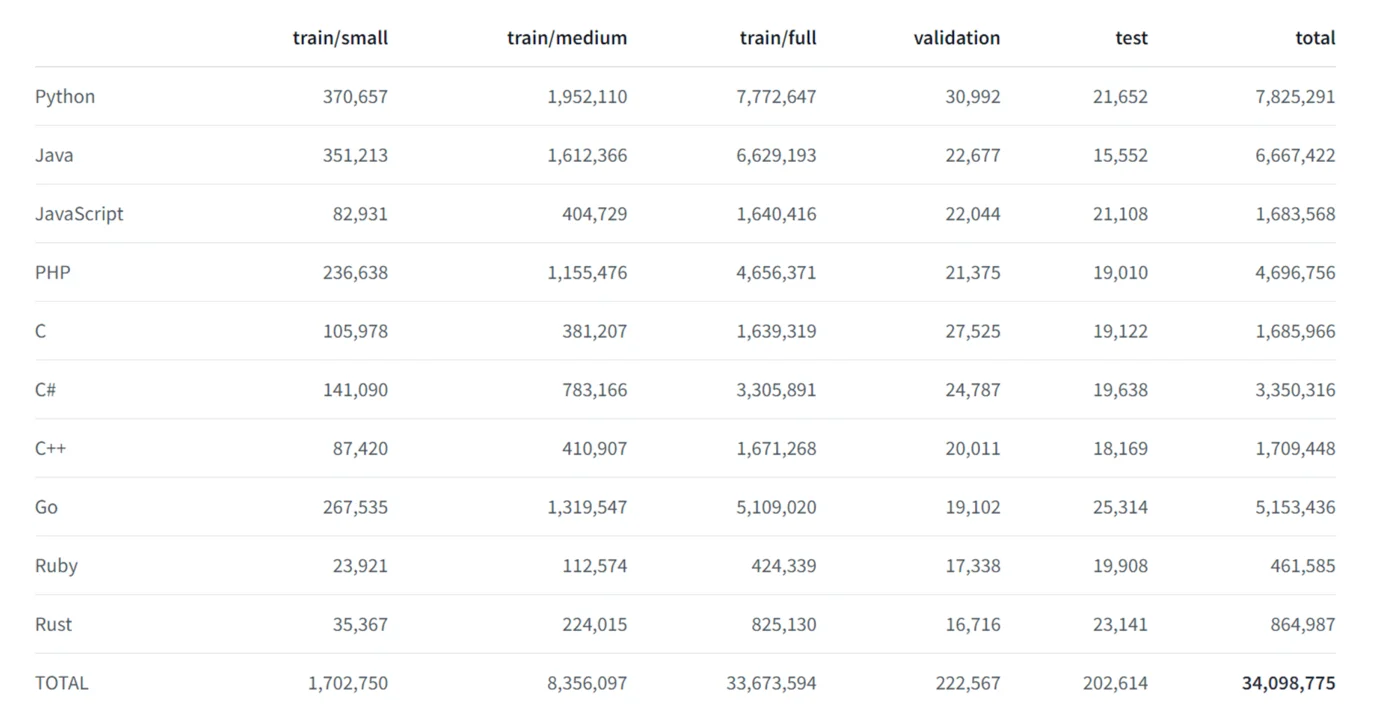 train/small train/medium train/full validation test total
Python 370,657 1,952,110 7,772,647 30,992 21,652 7,825,291
Java 351,213 1,612,366 6,629,193 22,677 15,552 6,667,422
JavaScript 82,931 404,729 1,640,416 22,044 21,108 1,683,568
PHP 236,638 1,155,476 4,656,371 21,375 19,010 4,696,756
C 105,978 381,207 1,639,319 27,525 19,122 1,685,966
C# 141,090 783,166 3,305,891 24,787 19,638 3,350,316
C++ 87,420 410,907 1,671,268 20,011 18,169 1,709,448
Go 267,535 1,319,547 5,109,020 19,102 25,314 5,153,436
Ruby 23,921 112,574 424,339 17,338 19,908 461,585
Rust 35,367 224,015 825,130 16,716 23,141 864,987
TOTAL 1,702,750 8,356,097 33,673,594 222,567 202,614 34,098,775